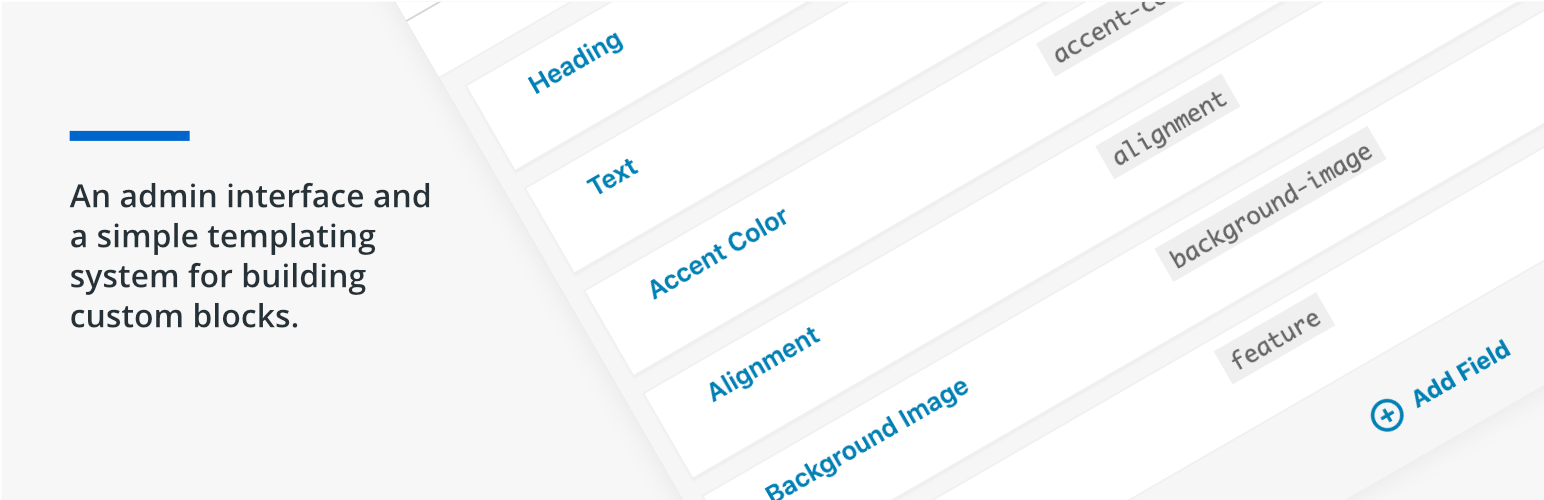 An admin interface and
a simple templating
system for building
custom blocks.
Heading
Text
Accent Color
accent-co
Alignment
alignment
Background Image
background-image
feature
Add Field